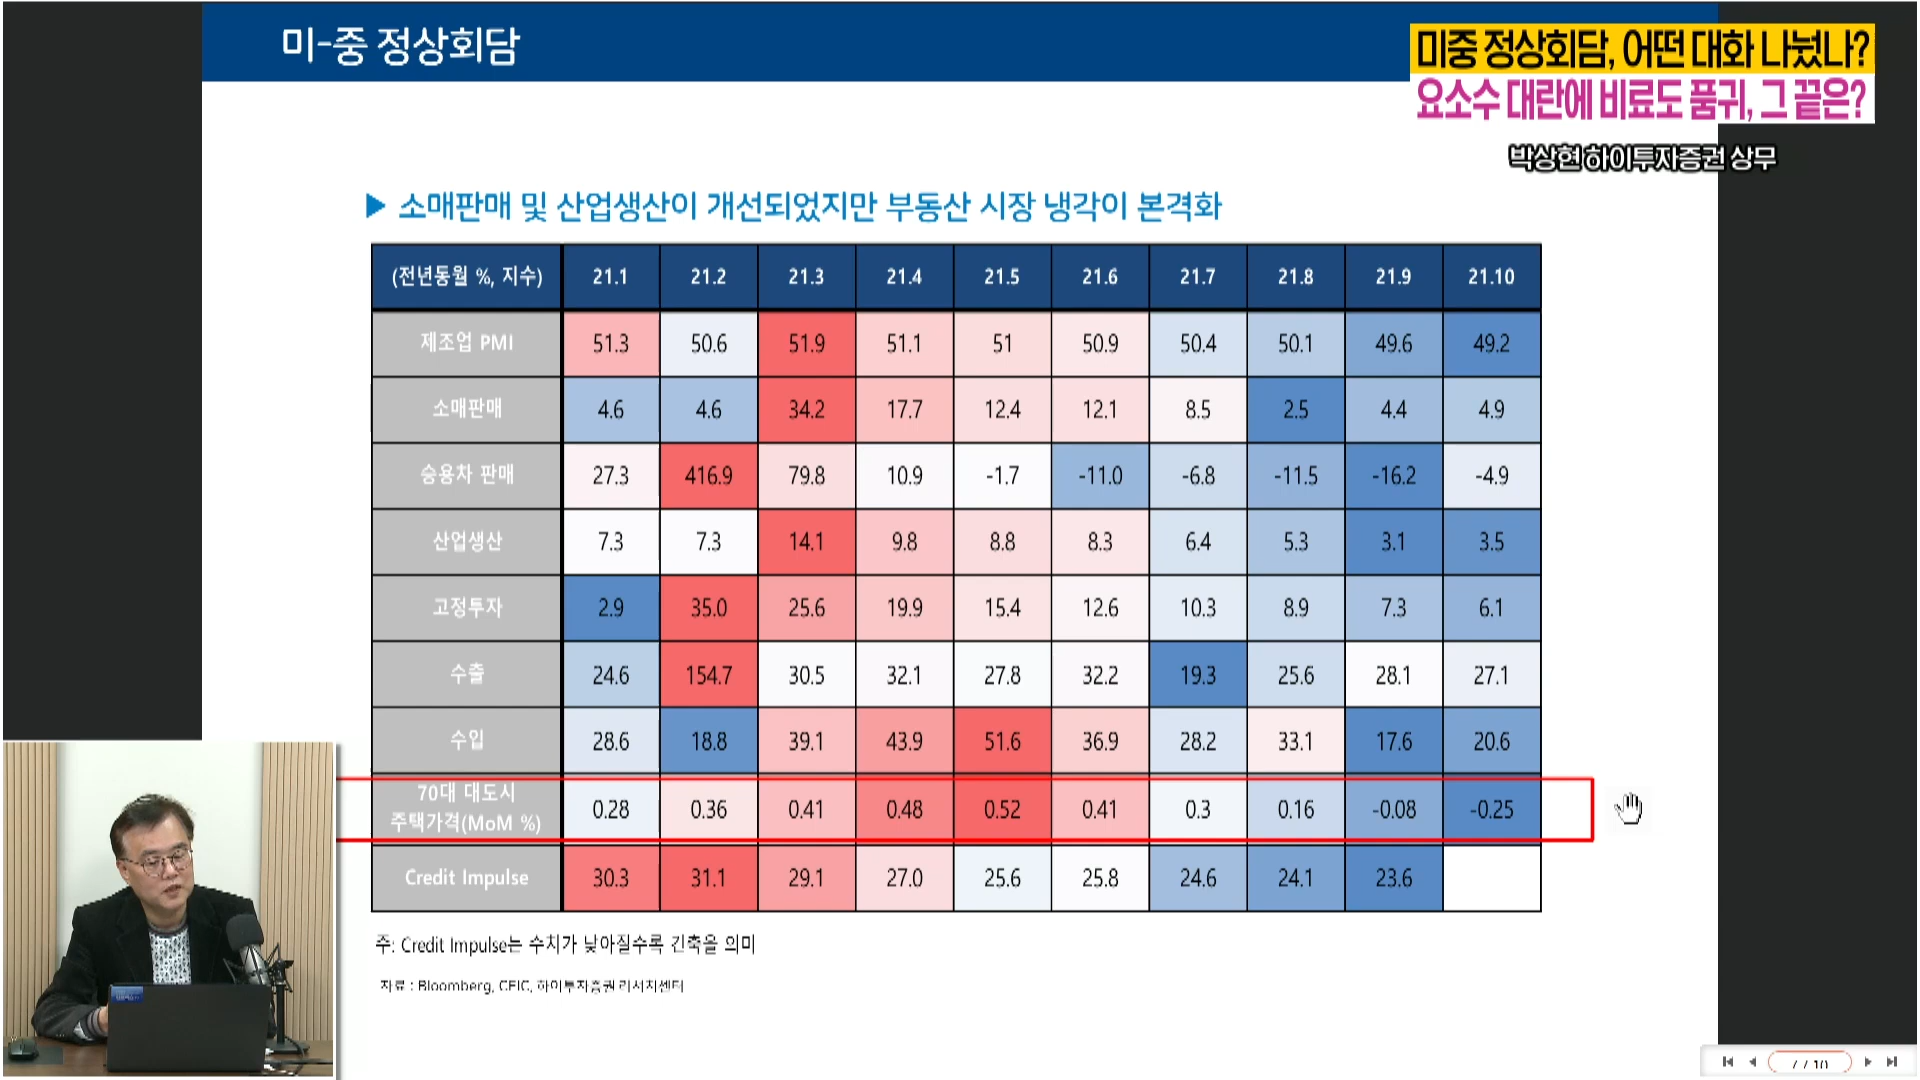 미-중 정상회담
미중 정상회담, 어떤 대화 나눴나?
요소수 대란에 비료도 품귀, 그 끝은?
박상현 하이투자증권 상무
▶ 소매판매 및 산업생산이 개선되었지만 부동산 시장 냉각이 본격화
(전년동월 %, 지수) 21.1 21.2 21.3 21.4 21.5 21.6 21.7 21.8 21.9 21.10
제조업 PMI 51.3 50.6 51.9 51.1 51 50.9 50.4 50.1 49.6 49.2
소매판매 4.6 4.6 34.2 17.7 12.4 12.1 8.5 2.5 4.4 4.9
승용차 판매 27.3 416.9 79.8 10.9 -1.7 -11.0 -6.8 -11.5 -16.2 -4.9
산업생산 7.3 7.3 14.1 9.8 8.8 8.3 6.4 5.3 3.1 3.5
고정투자 2.9 35.0 25.6 19.9 15.4 12.6 10.3 8.9 7.3 6.1
수출 24.6 154.7 30.5 32.1 27.8 32.2 19.3 25.6 28.1 27.1
수입 28.6 18.8 39.1 43.9 51.6 36.9 28.2 33.1 17.6 20.6
70대 대도시
주택가격(MoM %) 0.28 0.36 0.41 0.48 0.52 0.41 0.3 0.16 -0.08 -0.25
Credit Impulse 30.3 31.1 29.1 27.0 25.6 25.8 24.6 24.1 23.6
주: Credit Impulse는 수치가 낮아질수록 긴축을 의미
자료 : Bloomberg, CEIC, 하이투자증권 리서치센터
7 / 10